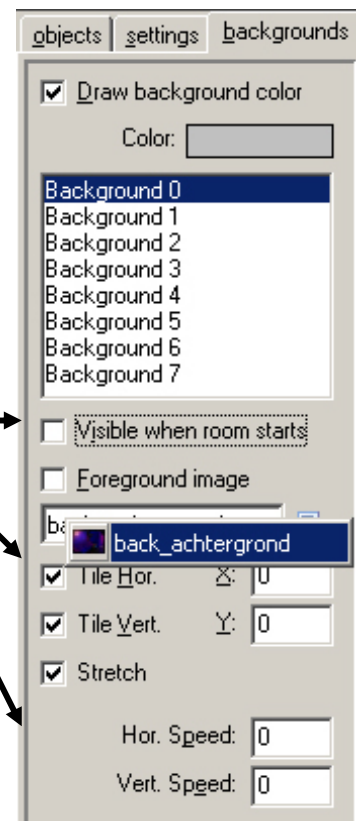 objects settings backgrounds
Draw background color
Color:
Background 0
Background 1
Background 2
Background 3
Background 4
Background 5
Background 6
Background 7
Visible when room starts
Foreground image
back_achtergrond
Tile Hor. X: 0
Tile Vert. Y: 0
Stretch
Hor. Speed: 0
Vert. Speed: 0